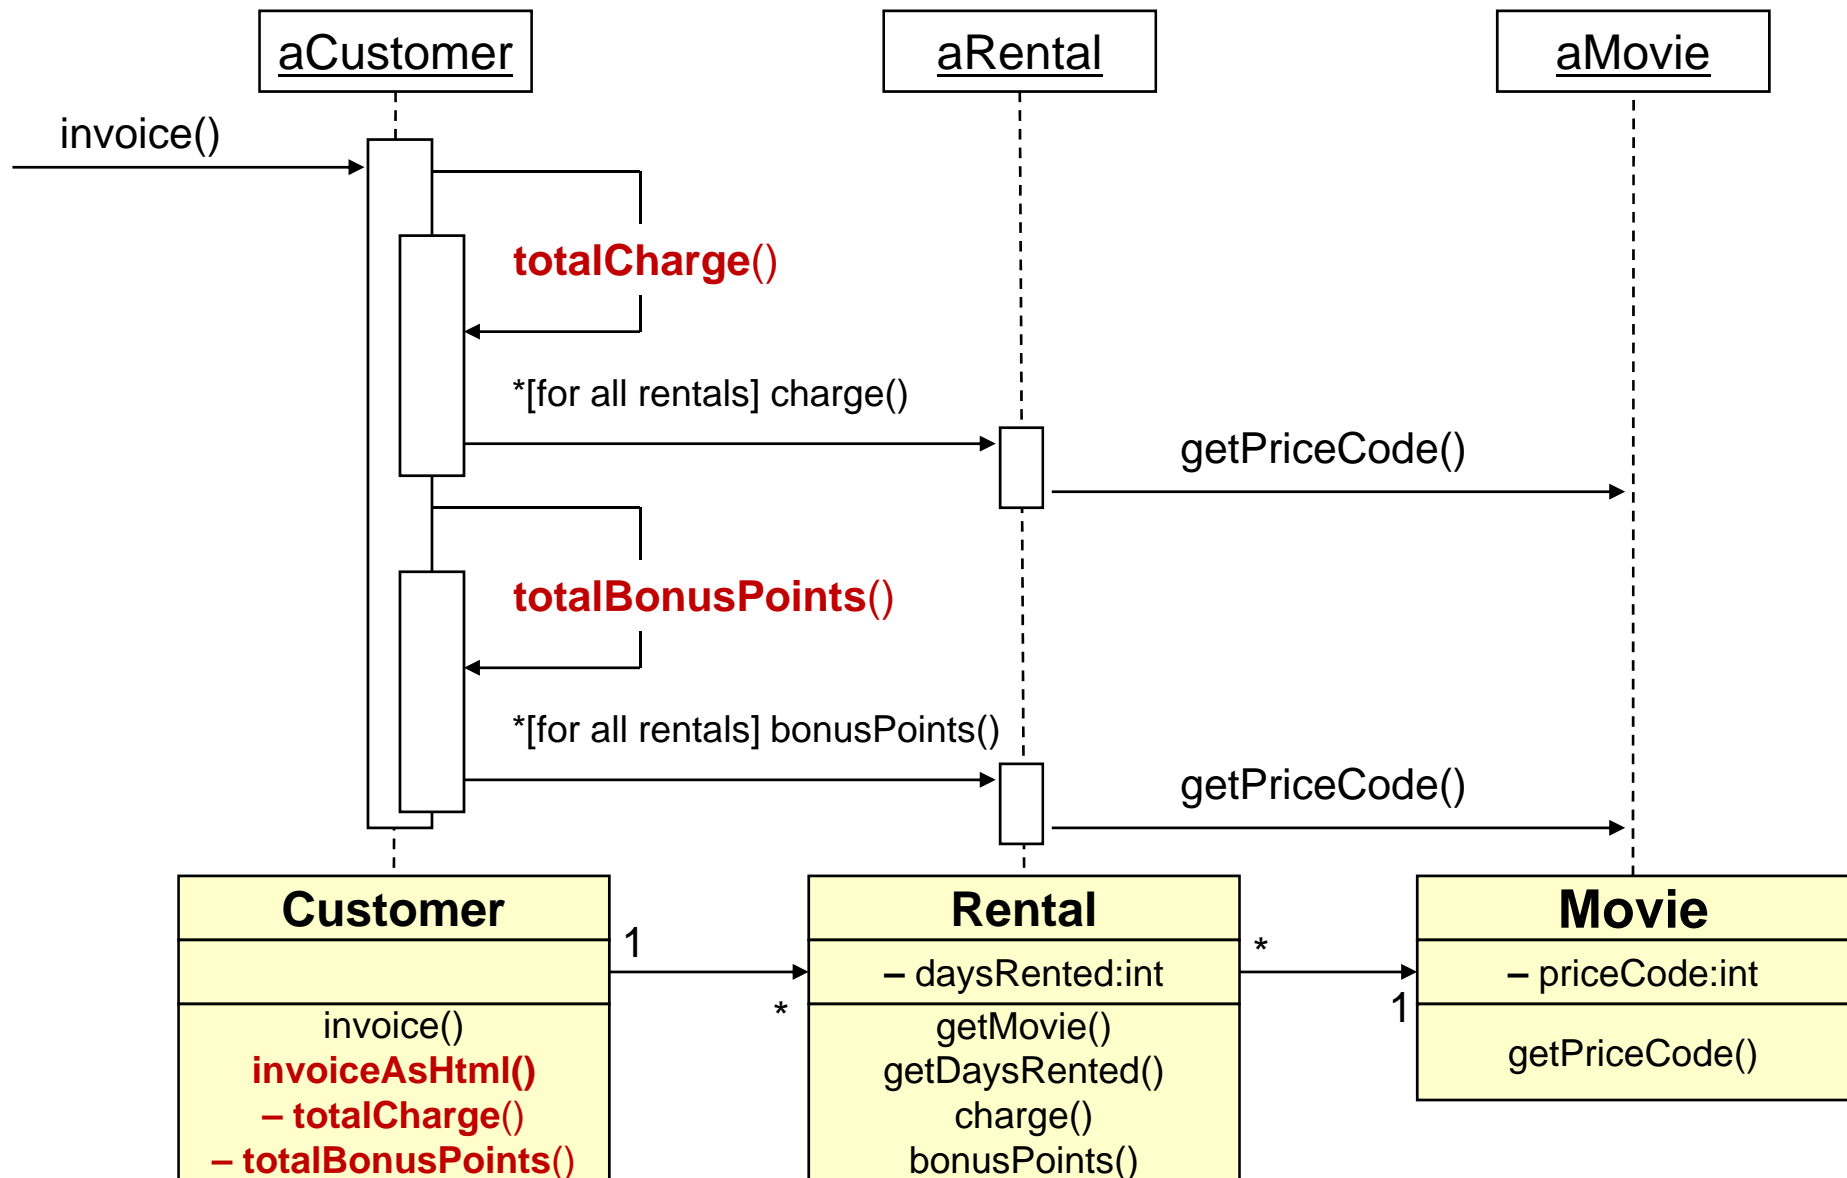 aCustomer
aRental
aMovie
invoice()
totalCharge()
*[for all rentals] charge()
getPriceCode()
totalBonusPoints()
*[for all rentals] bonusPoints()
getPriceCode()
Customer
1
*
invoice()
invoiceAsHtml()
– totalCharge()
– totalBonusPoints()
Rental
– daysRented:int
getMovie()
getDaysRented()
charge()
bonusPoints()
*
1
Movie
– priceCode:int
getPriceCode()